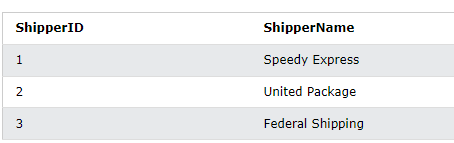 ShipperID ShipperName
1 Speedy Express
2 United Package
3 Federal Shipping